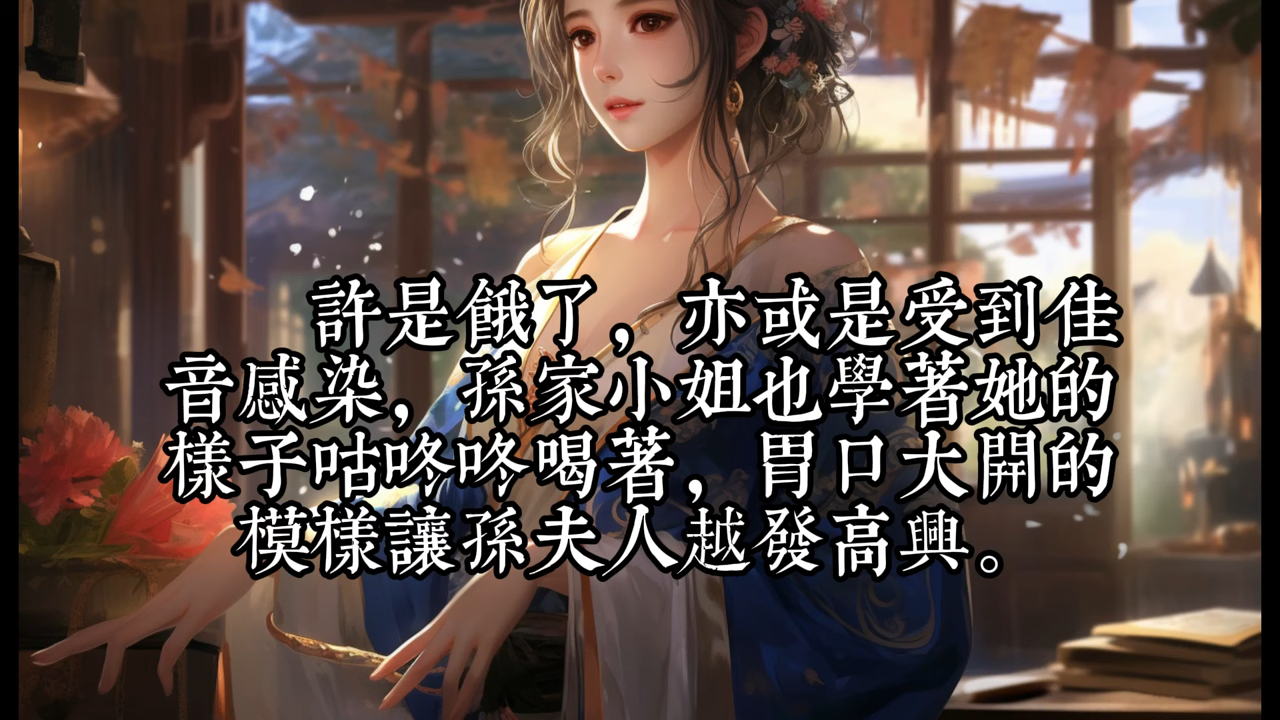 許是餓了，亦或是受到佳
音感染，孫家小姐也學著她的
樣子咕咚咚喝著，胃口大開的
模樣讓孫夫人越發高興。